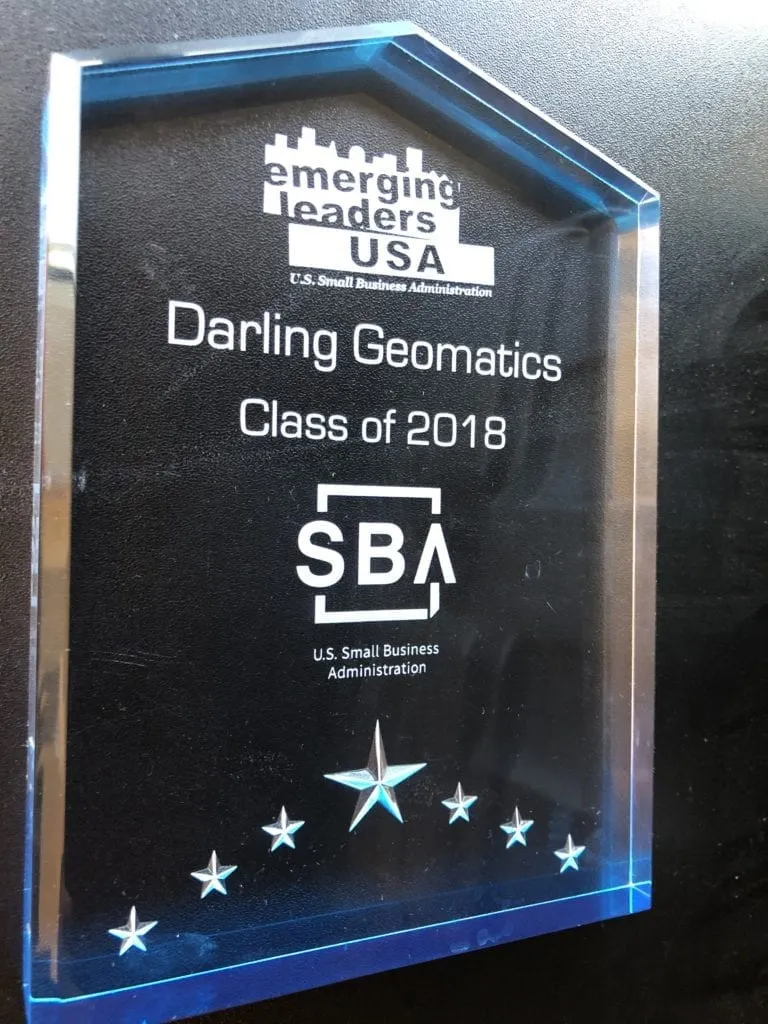 emerging
leaders
USA
U.S. Small Business Administration
Darling Geomatics
Class of 2018
SBA
U.S. Small Business
Administration